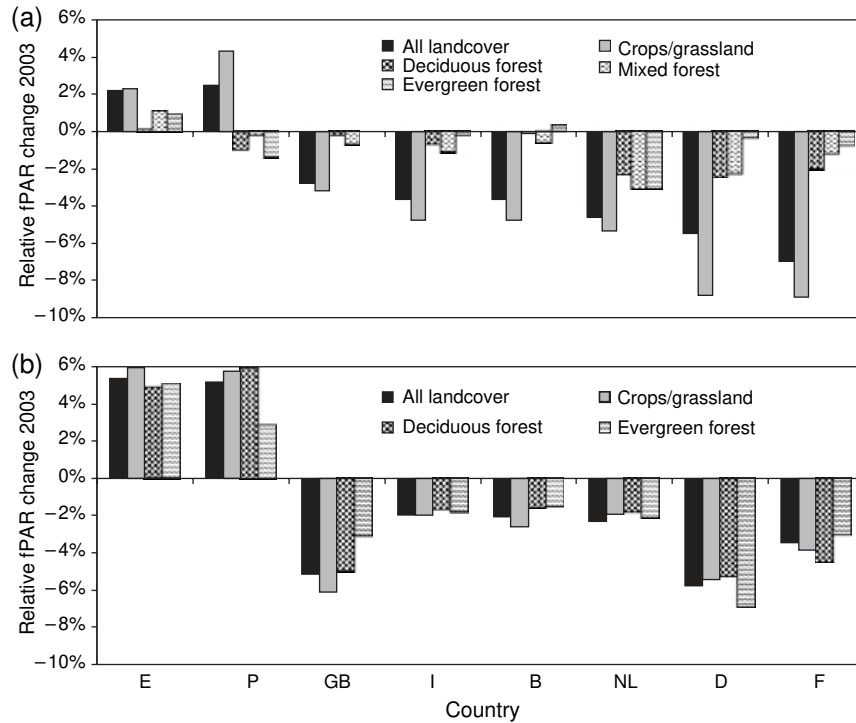 (a)
6%
4%
2%
0%
−2%
−4%
−6%
−8%
−10%
Relative fPAR change 2003
All landcover
Deciduous forest
Evergreen forest
Crops/grassland
Mixed forest
(b)
6%
4%
2%
0%
−2%
−4%
−6%
−8%
−10%
Relative fPAR change 2003
All landcover
Deciduous forest
Crops/grassland
Evergreen forest
E P GB I B NL D F
Country